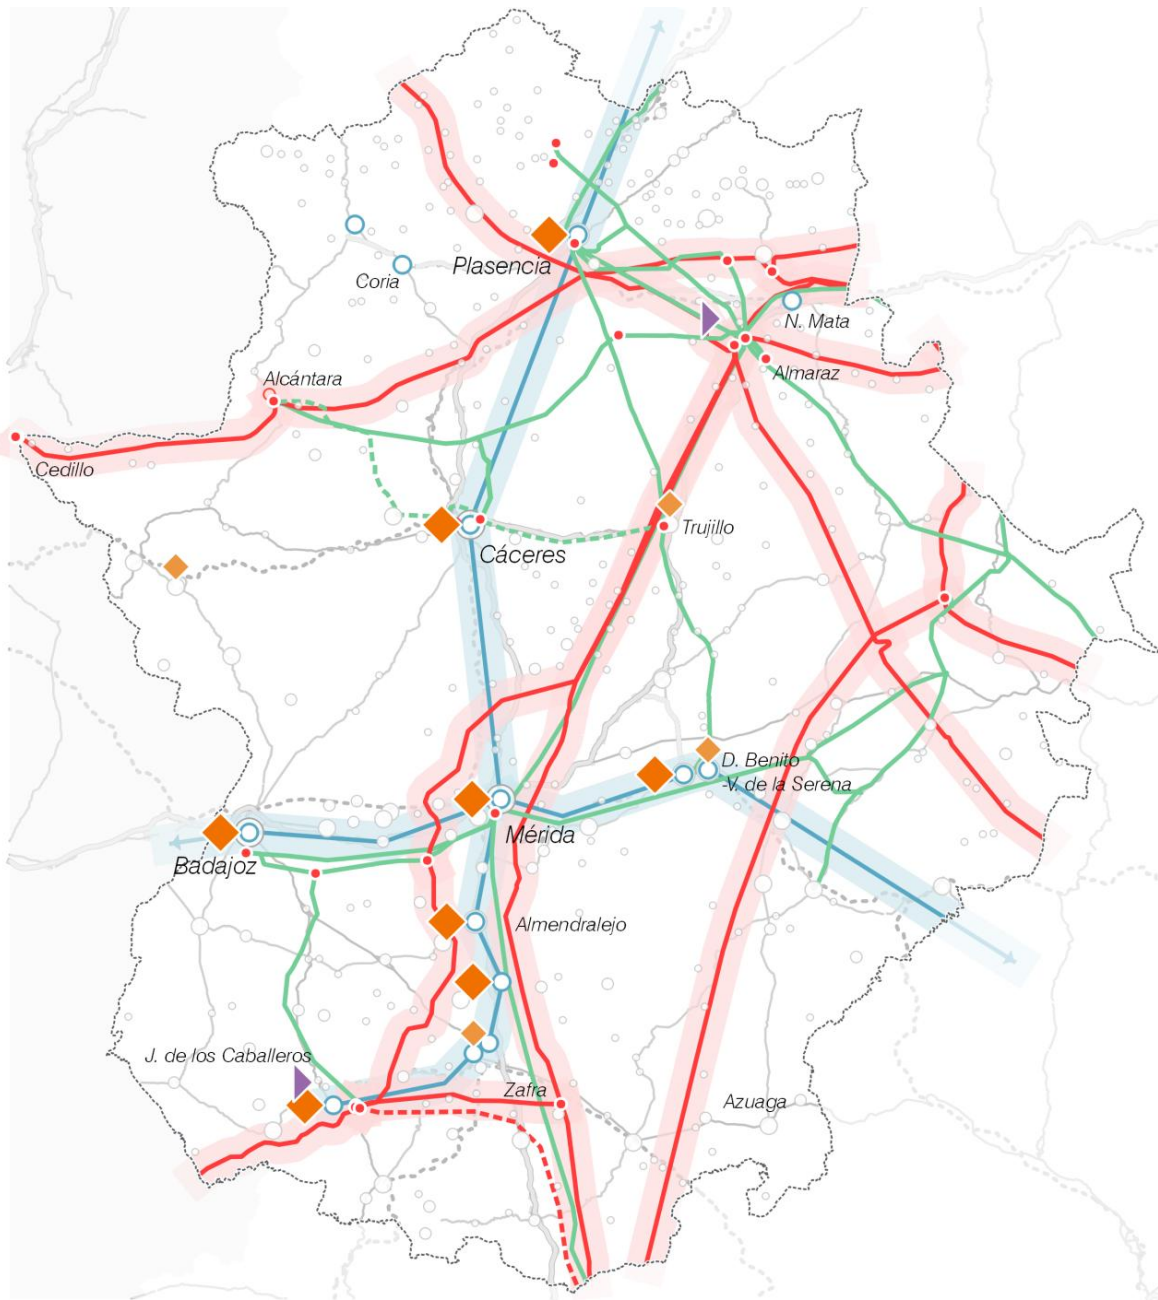 Plasencia
Coria
N. Mata
Alcántara
Almaraz
Cedillo
Trujillo
Cáceres
D. Benito
-V. de la Serena
Mérida
Badajoz
Almendralejo
J. de los Caballeros
Zafra
Azuaga